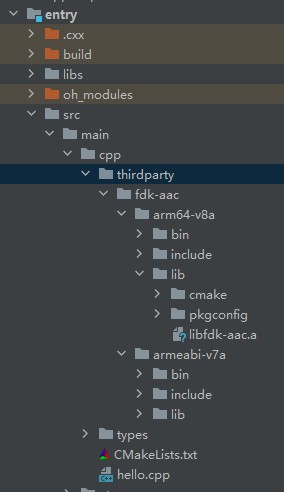 entry
.cxx
build
libs
oh_modules
src
main
cpp
thirdparty
fdk-aac
arm64-v8a
bin
include
lib
cmake
pkgconfig
libfdk-aac.a
armeabi-v7a
bin
include
lib
types
CMakeLists.txt
hello.cpp